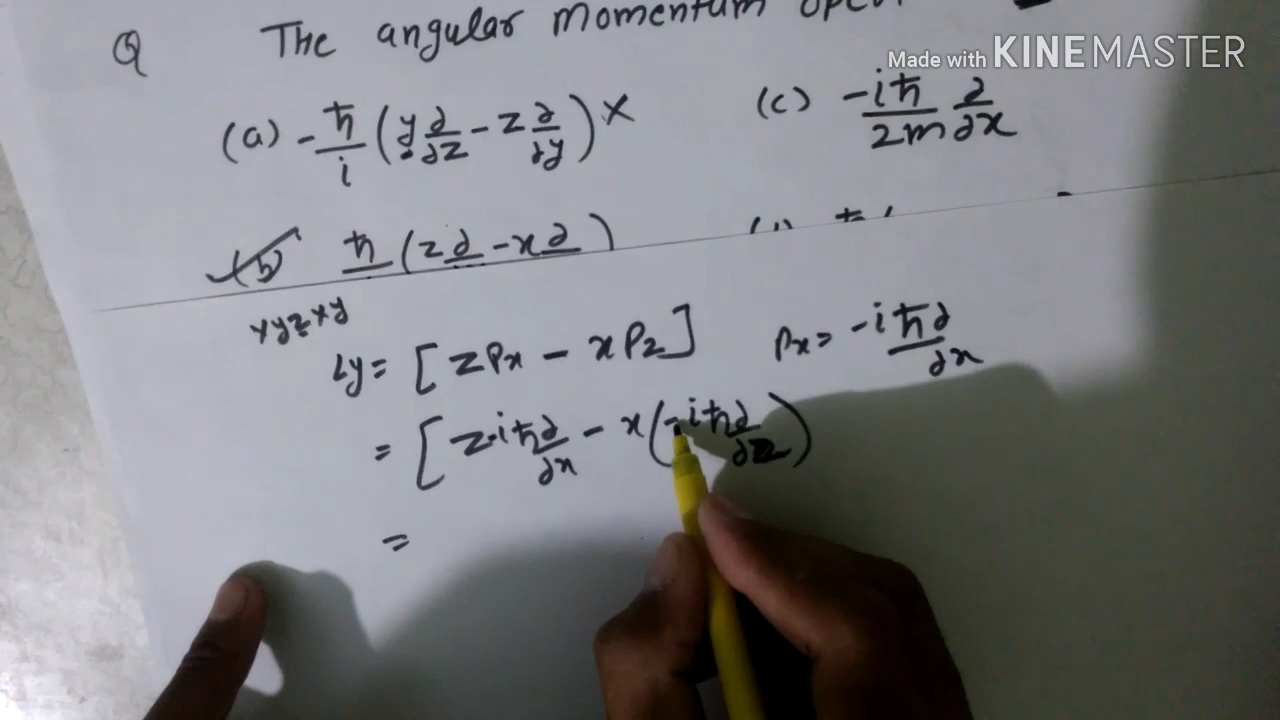 Q The angular momentum
Made with KINEMASTER
(a) -ħ/i (y ∂/∂z - z ∂/∂y) ×
(c) -iħ/2m ∂/∂x
(b) ħ (z∂ - x∂)
xyzxy
Ly = [zPx - xPz] Px = -iħ∂/∂x
= [z·-iħ∂/∂x - x(-iħ∂/∂z)
=